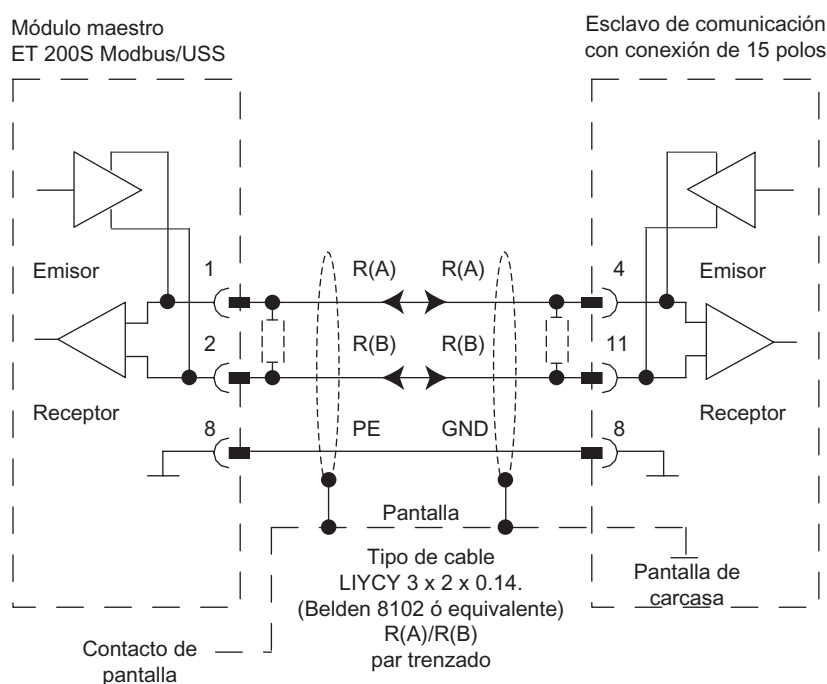 Módulo maestro
ET 200S Modbus/USS
Esclavo de comunicación
con conexión de 15 polos
Emisor
1
R(A)
R(A)
4
Emisor
2
R(B)
R(B)
11
Receptor
8
PE
GND
8
Receptor
Pantalla
Tipo de cable
LIYCY 3 x 2 x 0.14.
(Belden 8102 ó equivalente)
R(A)/R(B)
par trenzado
Pantalla de
carcasa
Contacto de
pantalla